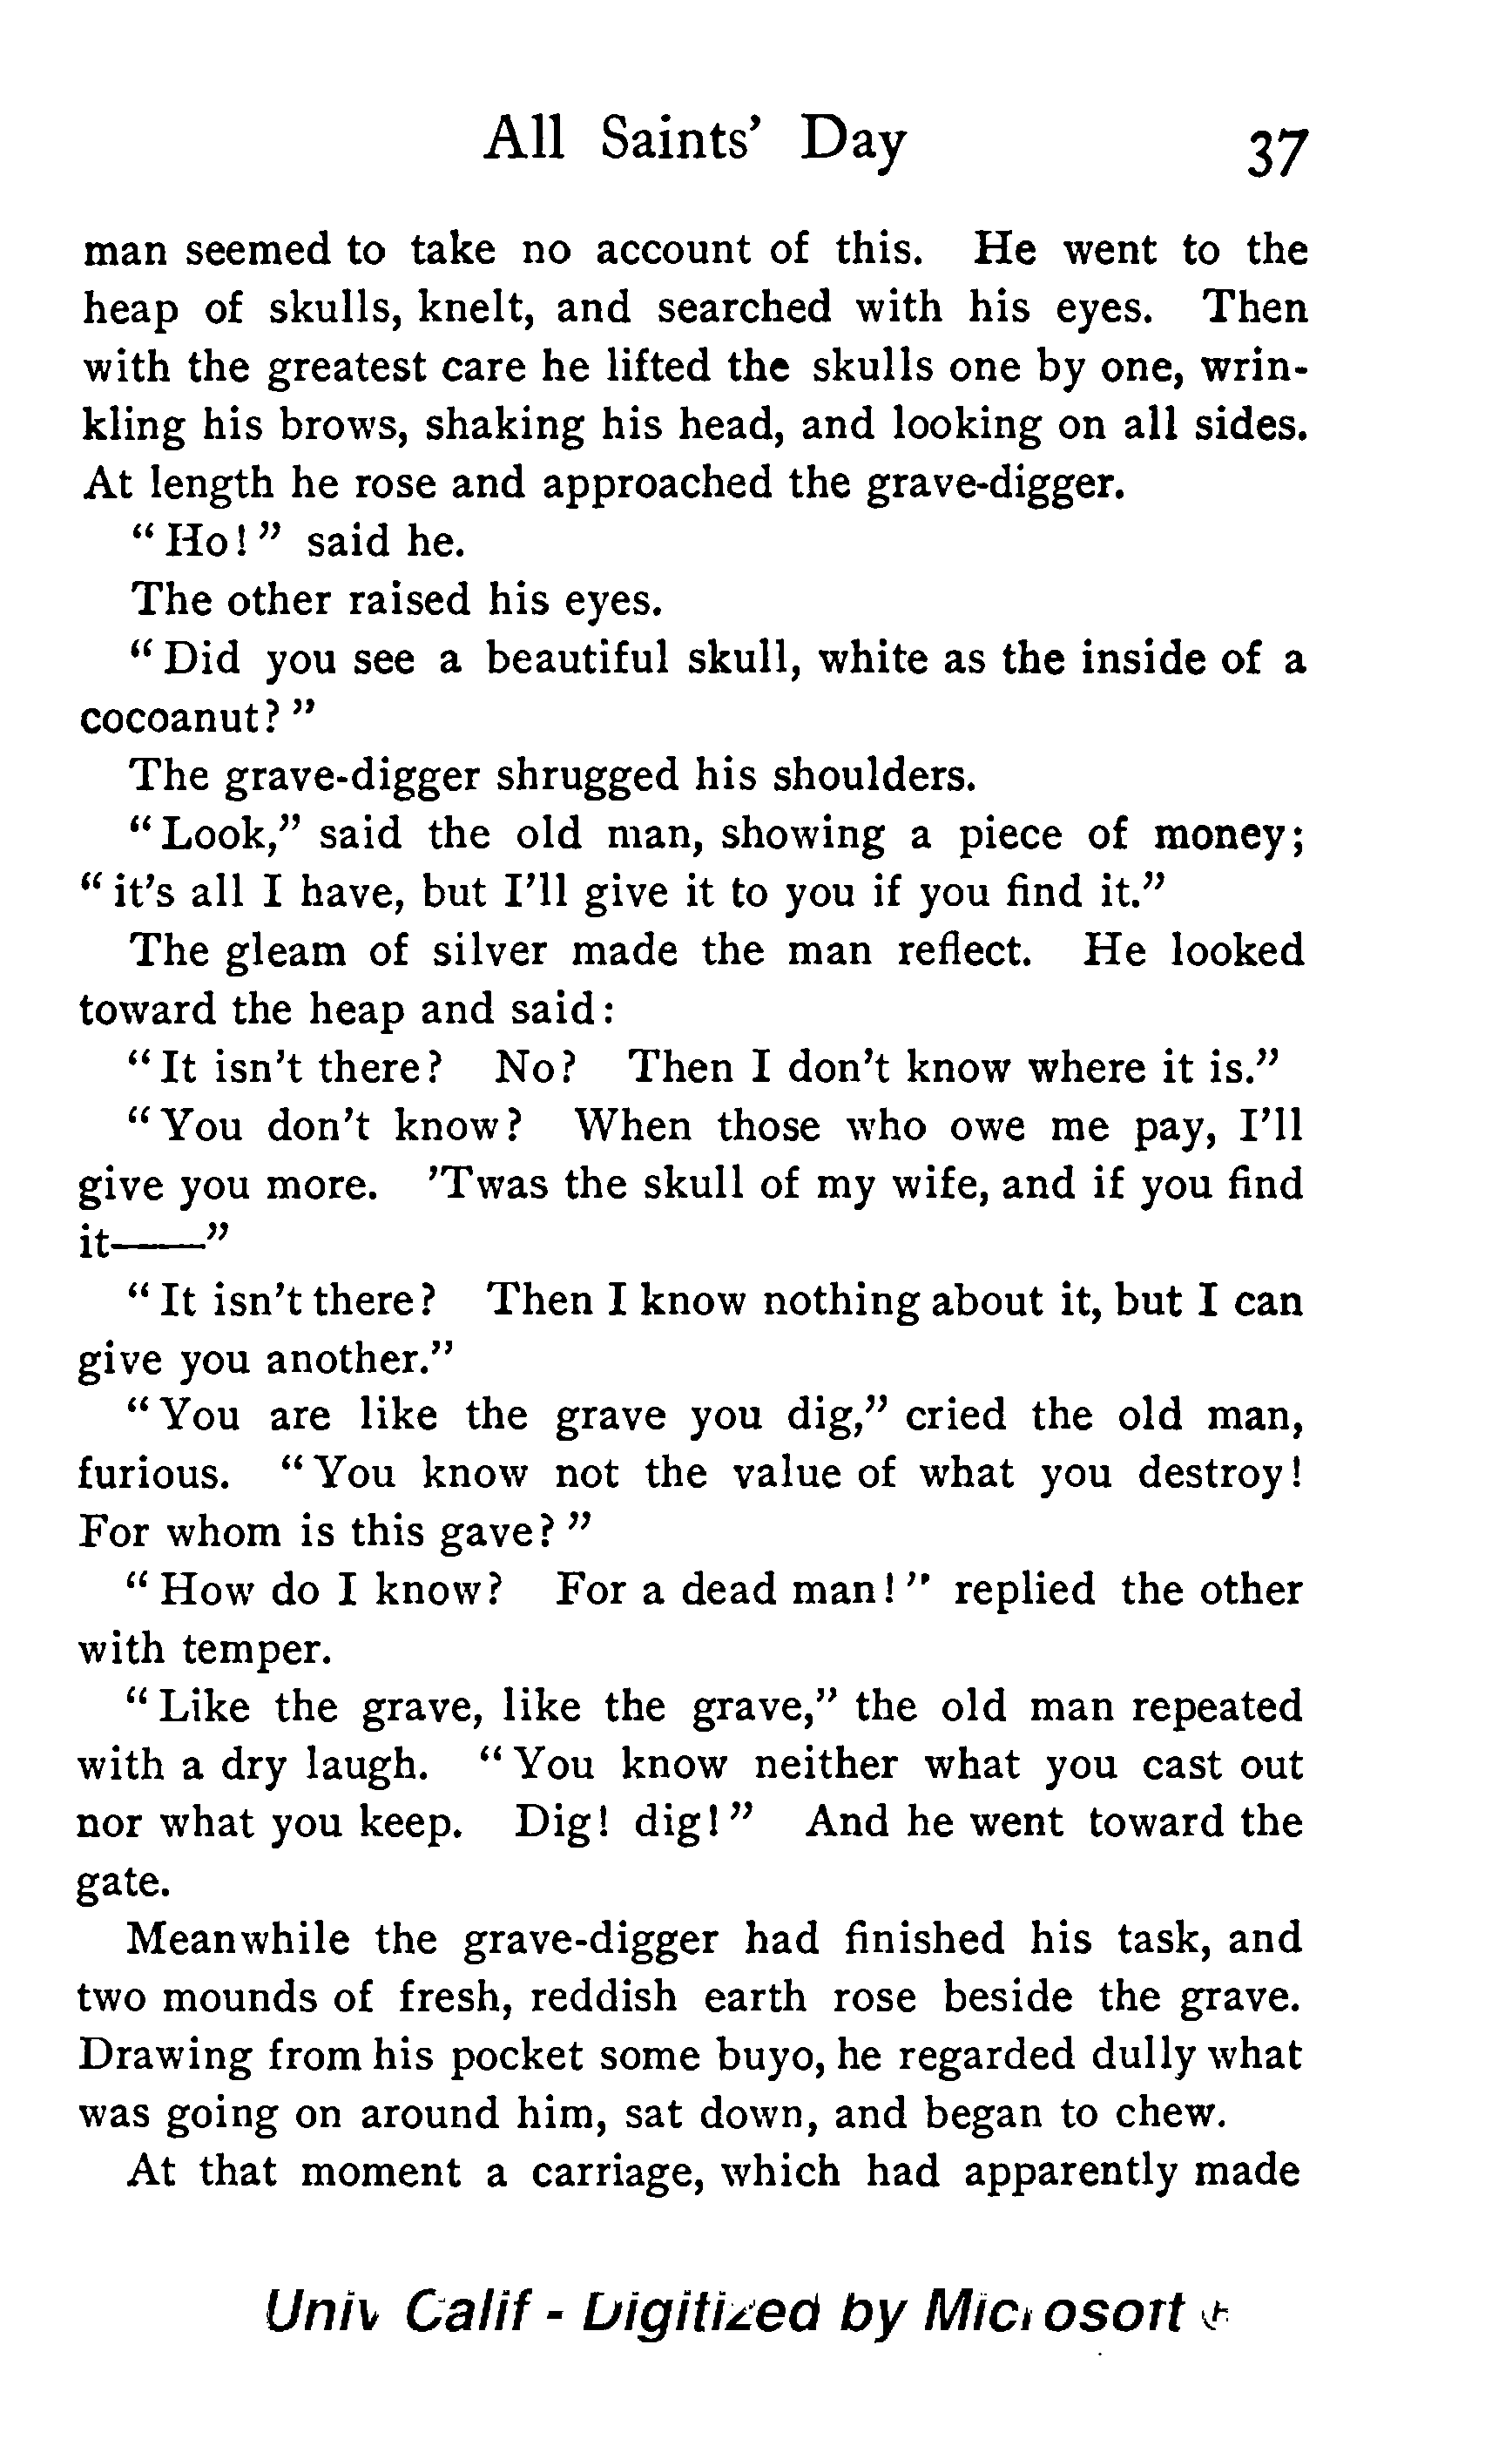 All Saints' Day 37
man seemed to take no account of this. He went to the
heap of skulls, knelt, and searched with his eyes. Then
with the greatest care he lifted the skulls one by one, wrin-
kling his brows, shaking his head, and looking on all sides.
At length he rose and approached the grave-digger.
"Ho!" said he.
The other raised his eyes.
"Did you see a beautiful skull, white as the inside of a
cocoanut?"
The grave-digger shrugged his shoulders.
"Look," said the old man, showing a piece of money;
"it's all I have, but I'll give it to you if you find it."
The gleam of silver made the man reflect. He looked
toward the heap and said:
"It isn't there? No? Then I don't know where it is."
"You don't know? When those who owe me pay, I'll
give you more. 'Twas the skull of my wife, and if you find
it——"
"It isn't there? Then I know nothing about it, but I can
give you another."
"You are like the grave you dig," cried the old man,
furious. "You know not the value of what you destroy!
For whom is this gave?"
"How do I know? For a dead man!" replied the other
with temper.
"Like the grave, like the grave," the old man repeated
with a dry laugh. "You know neither what you cast out
nor what you keep. Dig! dig!" And he went toward the
gate.
Meanwhile the grave-digger had finished his task, and
two mounds of fresh, reddish earth rose beside the grave.
Drawing from his pocket some buyo, he regarded dully what
was going on around him, sat down, and began to chew.
At that moment a carriage, which had apparently made
Univ Calif - Digitized by Microsoft ®